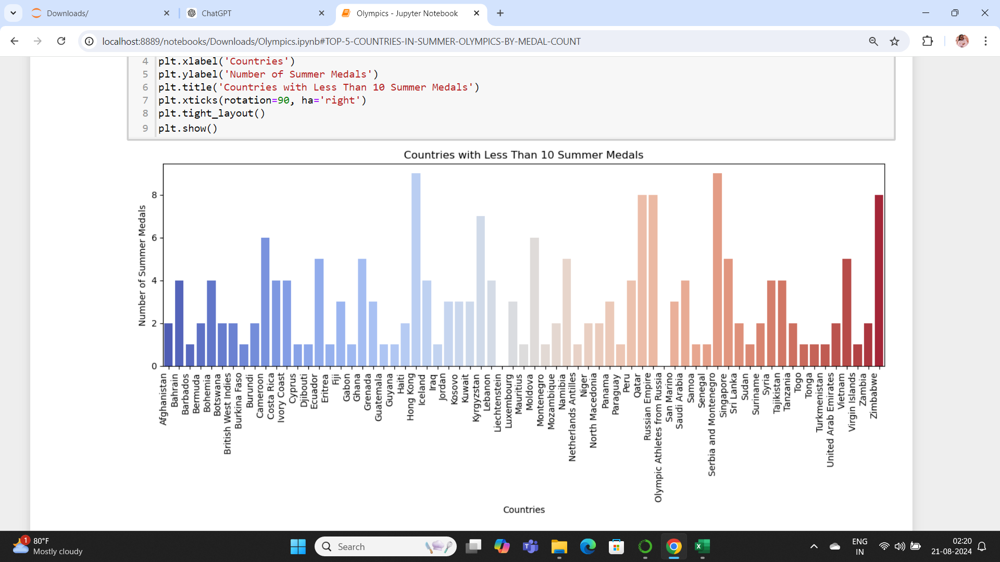 Downloads/
ChatGPT
Olympics - Jupyter Notebook
localhost:8889/notebooks/Downloads/Olympics.ipynb#TOP-5-COUNTRIES-IN-SUMMER-OLYMPICS-BY-MEDAL-COUNT
4 plt.xlabel('Countries')
5 plt.ylabel('Number of Summer Medals')
6 plt.title('Countries with Less Than 10 Summer Medals')
7 plt.xticks(rotation=90, ha='right')
8 plt.tight_layout()
9 plt.show()
Countries with Less Than 10 Summer Medals
Number of Summer Medals
8
6
4
2
0
Afghanistan
Bahrain
Barbados
Bermuda
Bohemia
Botswana
British West Indies
Burkina Faso
Burundi
Cameroon
Costa Rica
Ivory Coast
Cyprus
Djibouti
Ecuador
Eritrea
Fiji
Gabon
Ghana
Grenada
Guatemala
Guyana
Haiti
Hong Kong
Iceland
Iraq
Jordan
Kosovo
Kuwait
Kyrgyzstan
Lebanon
Liechtenstein
Luxembourg
Mauritius
Moldova
Montenegro
Mozambique
Namibia
Netherlands Antilles
Niger
North Macedonia
Panama
Paraguay
Peru
Qatar
Russian Empire
Olympic Athletes from Russia
San Marino
Saudi Arabia
Samoa
Senegal
Serbia and Montenegro
Singapore
Sri Lanka
Sudan
Suriname
Syria
Tajikistan
Tanzania
Togo
Tonga
Turkmenistan
United Arab Emirates
Vietnam
Virgin Islands
Zambia
Zimbabwe
Countries
1
80°F
Mostly cloudy
Search
ENG
IN
02:20
21-08-2024